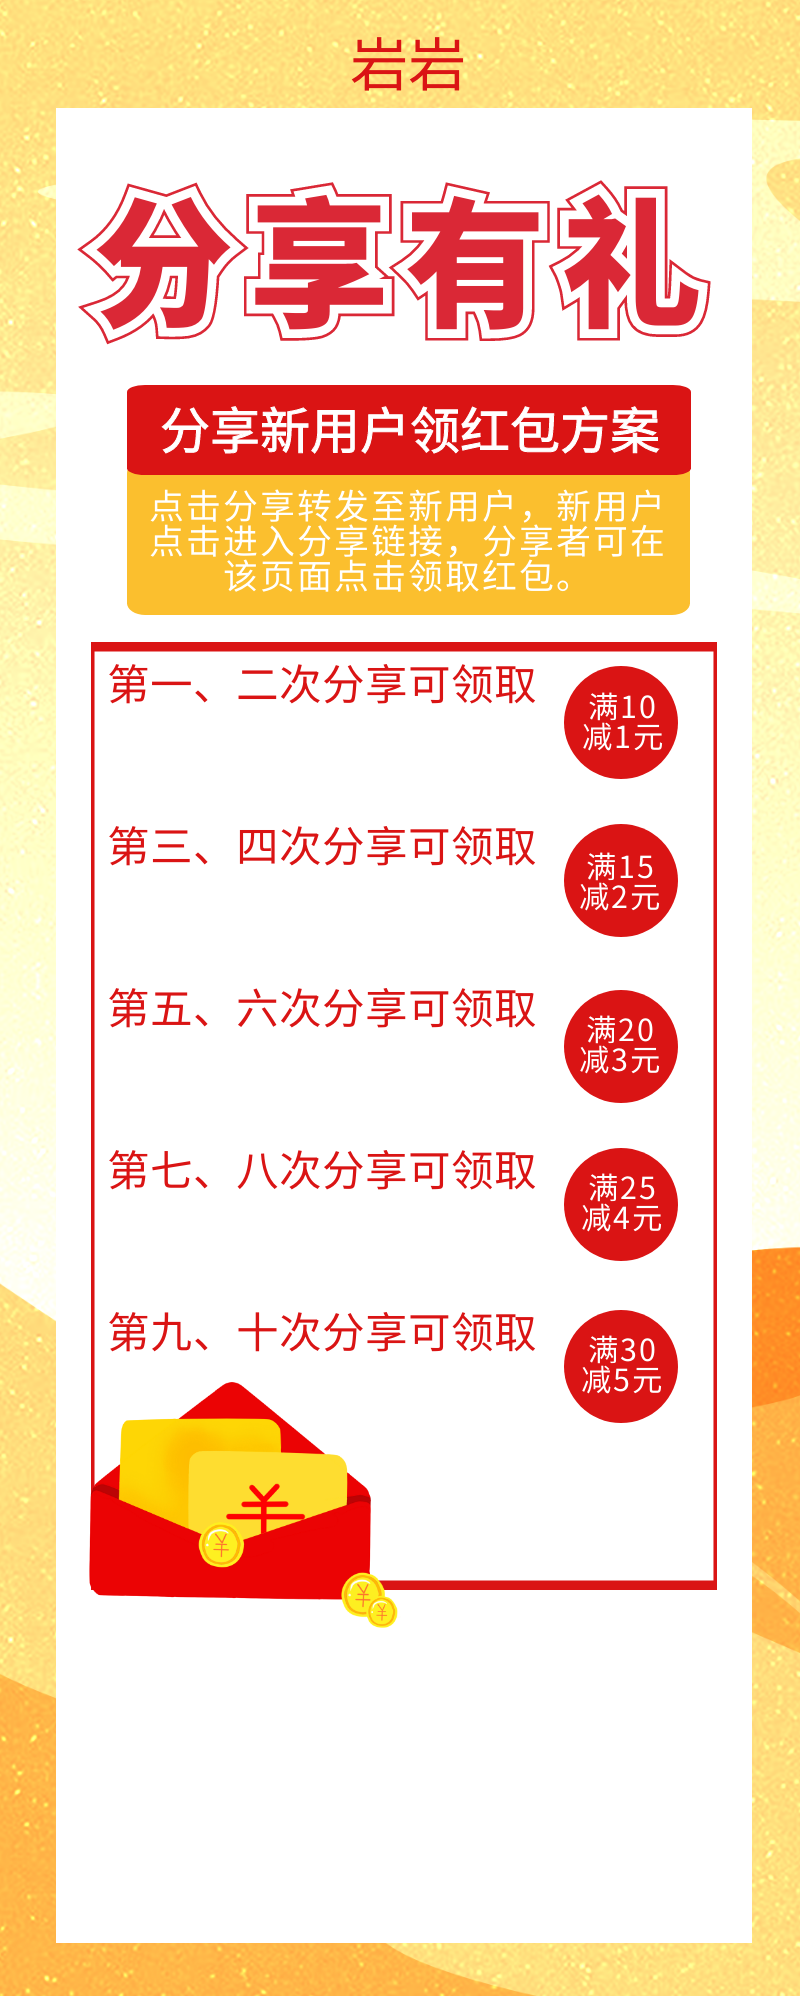 岩岩
分享有礼
分享新用户领红包方案
点击分享转发至新用户，新用户
点击进入分享链接，分享者可在
该页面点击领取红包。
第一、二次分享可领取
满10
减1元
第三、四次分享可领取
满15
减2元
第五、六次分享可领取
满20
减3元
第七、八次分享可领取
满25
减4元
第九、十次分享可领取
满30
减5元